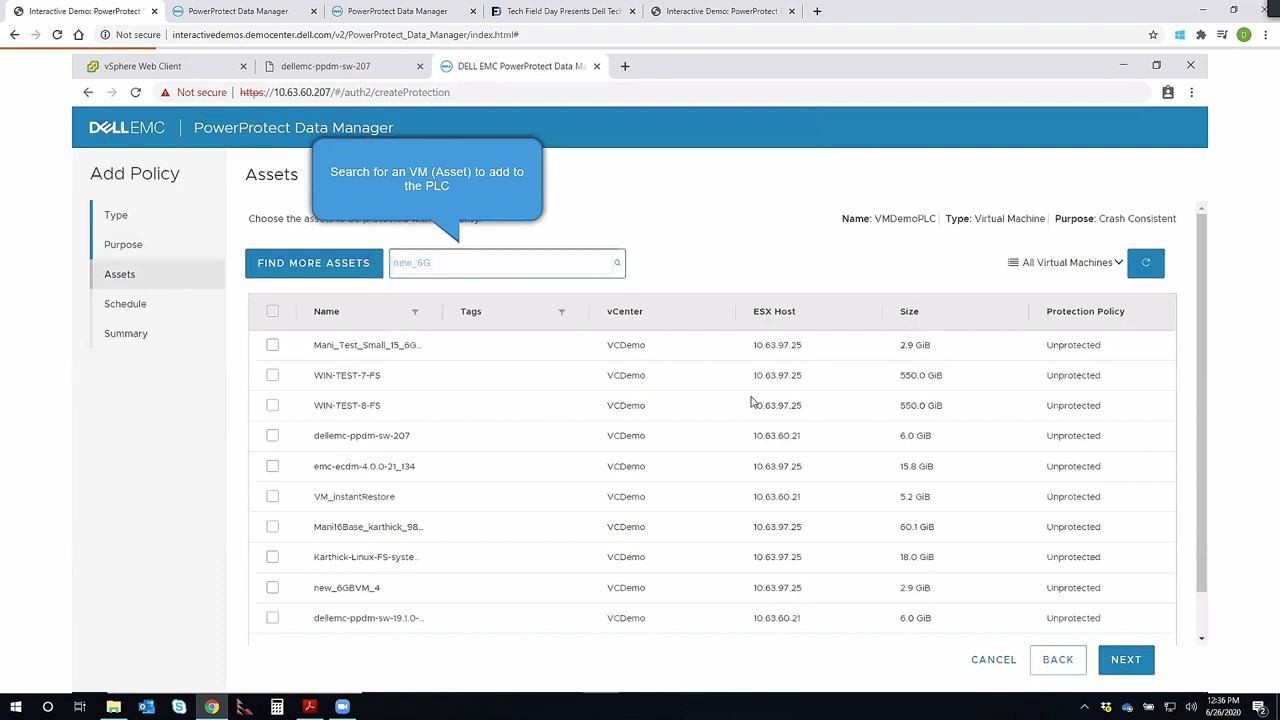 Interactive Demo: PowerProtect D
PowerProtect Data Manager
PowerProtect Data Manager
Tech Field Day Presents Dell Tech
Interactive Demo: PowerProtect D
Not secure
interactivedemos.democenter.dell.com/v2/PowerProtect_Data_Manager/index.html#
D
vSphere Web Client
dellemc-ppdm-sw-207
DELL EMC PowerProtect Data Ma
Not secure
https://10.63.60.207/#/auth2/createProtection
DELLEMC
PowerProtect Data Manager
Add Policy
Type
Purpose
Assets
Schedule
Summary
Assets
Search for an VM (Asset) to add to
the PLC
Choose the assets to be protected with
Name: VMDemoPLC
Type: Virtual Machine
Purpose: Crash Consistent
FIND MORE ASSETS
new_6G
All Virtual Machines
Name Tags vCenter ESX Host Size Protection Policy
Mani_Test_Small_15_6G... VCDemo 10.63.97.25 2.9 GiB Unprotected
WIN-TEST-7-FS VCDemo 10.63.97.25 550.0 GiB Unprotected
WIN-TEST-8-FS VCDemo 10.63.97.25 550.0 GiB Unprotected
dellemc-ppdm-sw-207 VCDemo 10.63.60.21 6.0 GiB Unprotected
emc-ecdm-4.0.0-21_134 VCDemo 10.63.97.25 15.8 GiB Unprotected
VM_instantRestore VCDemo 10.63.60.21 5.2 GiB Unprotected
Mani16Base_karthick_98... VCDemo 10.63.97.25 60.1 GiB Unprotected
Karthick-Linux-FS-syste... VCDemo 10.63.97.25 18.0 GiB Unprotected
new_6GBVM_4 VCDemo 10.63.97.25 2.9 GiB Unprotected
dellemc-ppdm-sw-19.1.0-... VCDemo 10.63.60.21 6.0 GiB Unprotected
CANCEL
BACK
NEXT
12:36 PM
6/26/2020